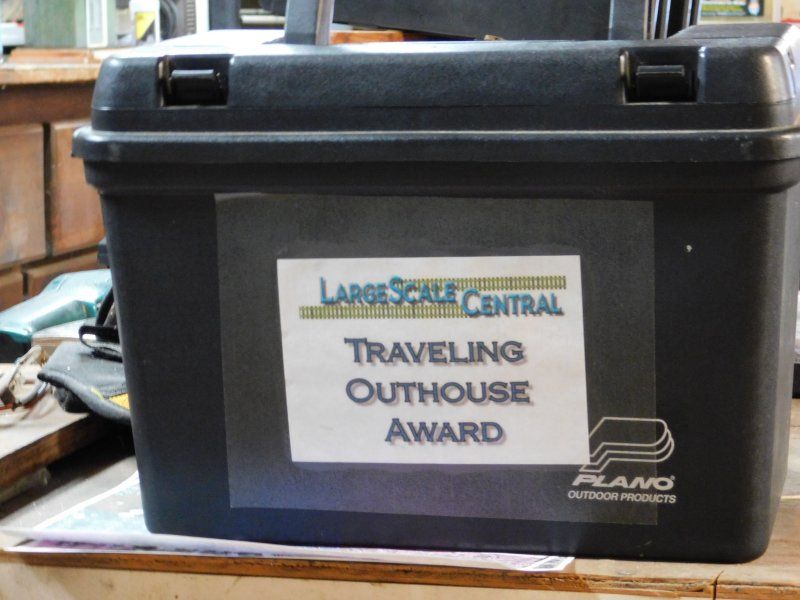 LARGESCALE
CENTRAL
TRAVELING
OUTHOUSE
AWARD
PLANO®
OUTDOOR PRODUCTS